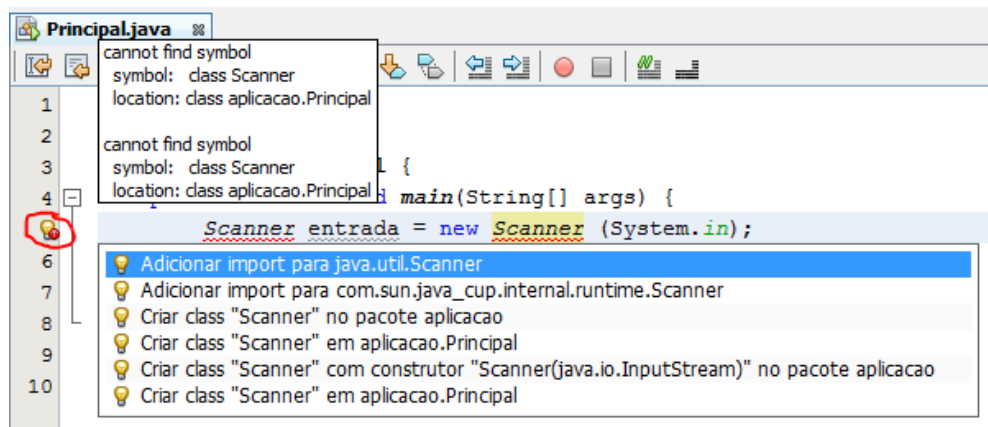 Principal.java
cannot find symbol
symbol: class Scanner
location: class aplicacao.Principal
cannot find symbol
symbol: class Scanner
location: class aplicacao.Principal
1
2
3 {
4 main(String[] args) {
Scanner entrada = new Scanner (System.in);
6
7
8
9
10
Adicionar import para java.util.Scanner
Adicionar import para com.sun.java_cup.internal.runtime.Scanner
Criar class "Scanner" no pacote aplicacao
Criar class "Scanner" em aplicacao.Principal
Criar class "Scanner" com construtor "Scanner(java.io.InputStream)" no pacote aplicacao
Criar class "Scanner" em aplicacao.Principal